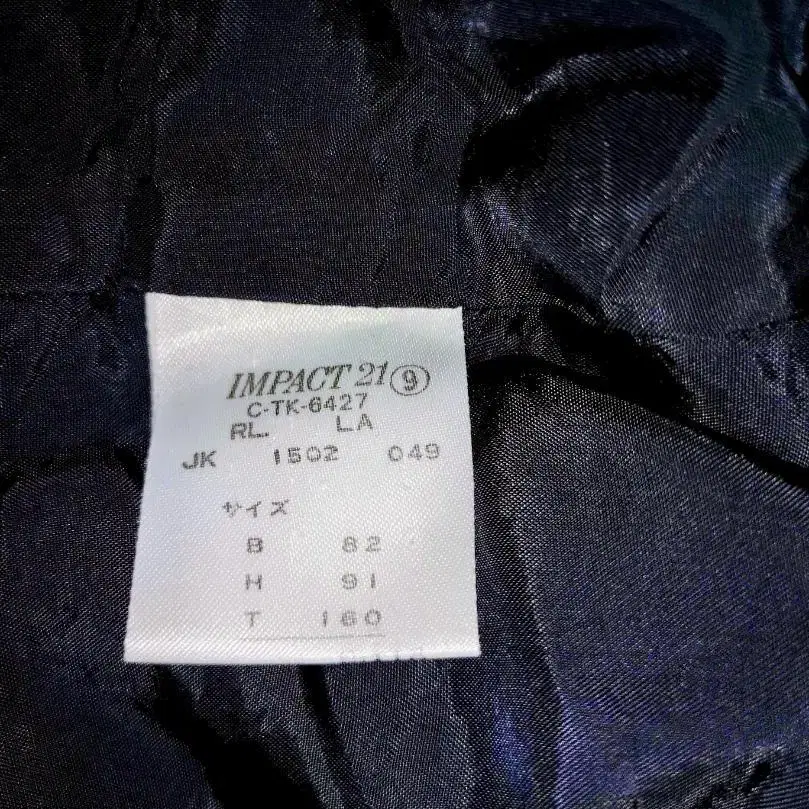 IMPACT 21 ⑨
C-TK-6427
RL. LA
JK 1502 049
サイズ
B 82
H 91
T 160